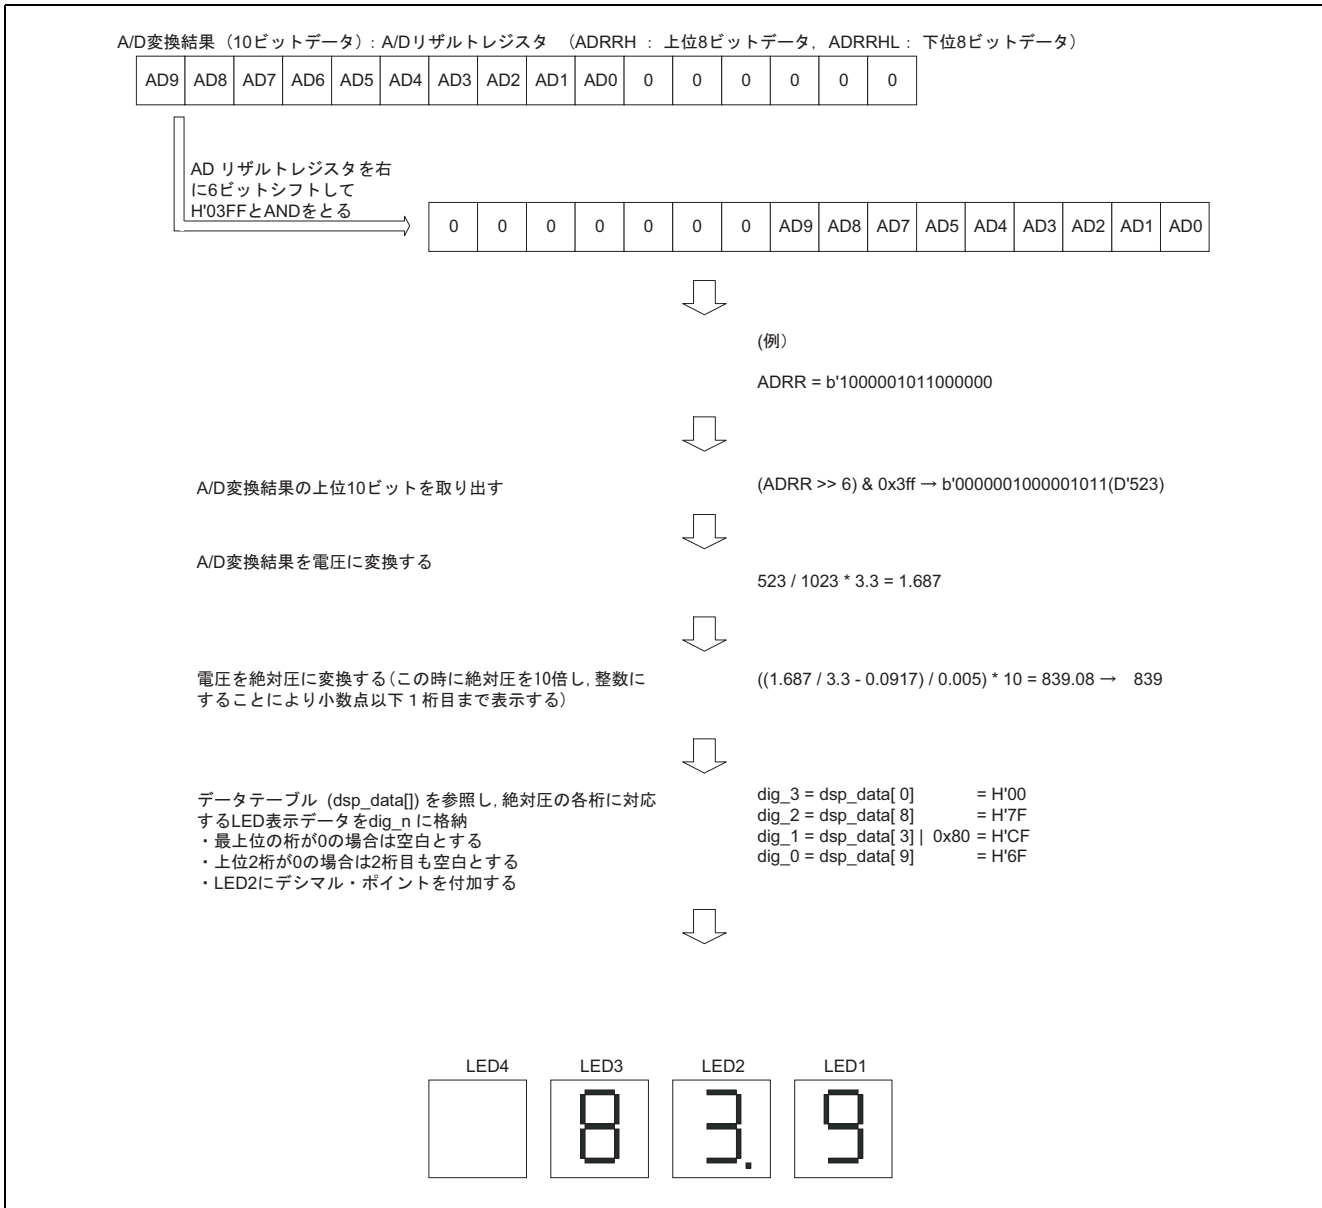 A/D変換結果（10ビットデータ）: A/Dリザルトレジスタ （ADRRH : 上位8ビットデータ, ADRRHL : 下位8ビットデータ）
AD9 AD8 AD7 AD6 AD5 AD4 AD3 AD2 AD1 AD0 0 0 0 0 0 0
AD リザルトレジスタを右
に6ビットシフトして
H'03FFとANDをとる
0 0 0 0 0 0 0 AD9 AD8 AD7 AD5 AD4 AD3 AD2 AD1 AD0
(例）
ADRR = b'1000001011000000
A/D変換結果の上位10ビットを取り出す
(ADRR >> 6) & 0x3ff → b'0000001000001011(D'523)
A/D変換結果を電圧に変換する
523 / 1023 * 3.3 = 1.687
電圧を絶対圧に変換する（この時に絶対圧を10倍し, 整数に
することにより小数点以下１桁目まで表示する）
((1.687 / 3.3 - 0.0917) / 0.005) * 10 = 839.08 → 839
データテーブル (dsp_data[]) を参照し, 絶対圧の各桁に対応
するLED表示データをdig_n に格納
・最上位の桁が0の場合は空白とする
・上位2桁が0の場合は2桁目も空白とする
・LED2にデシマル・ポイントを付加する
dig_3 = dsp_data[ 0] = H'00
dig_2 = dsp_data[ 8] = H'7F
dig_1 = dsp_data[ 3] | 0x80 = H'CF
dig_0 = dsp_data[ 9] = H'6F
LED4 LED3 LED2 LED1
8 3. 9